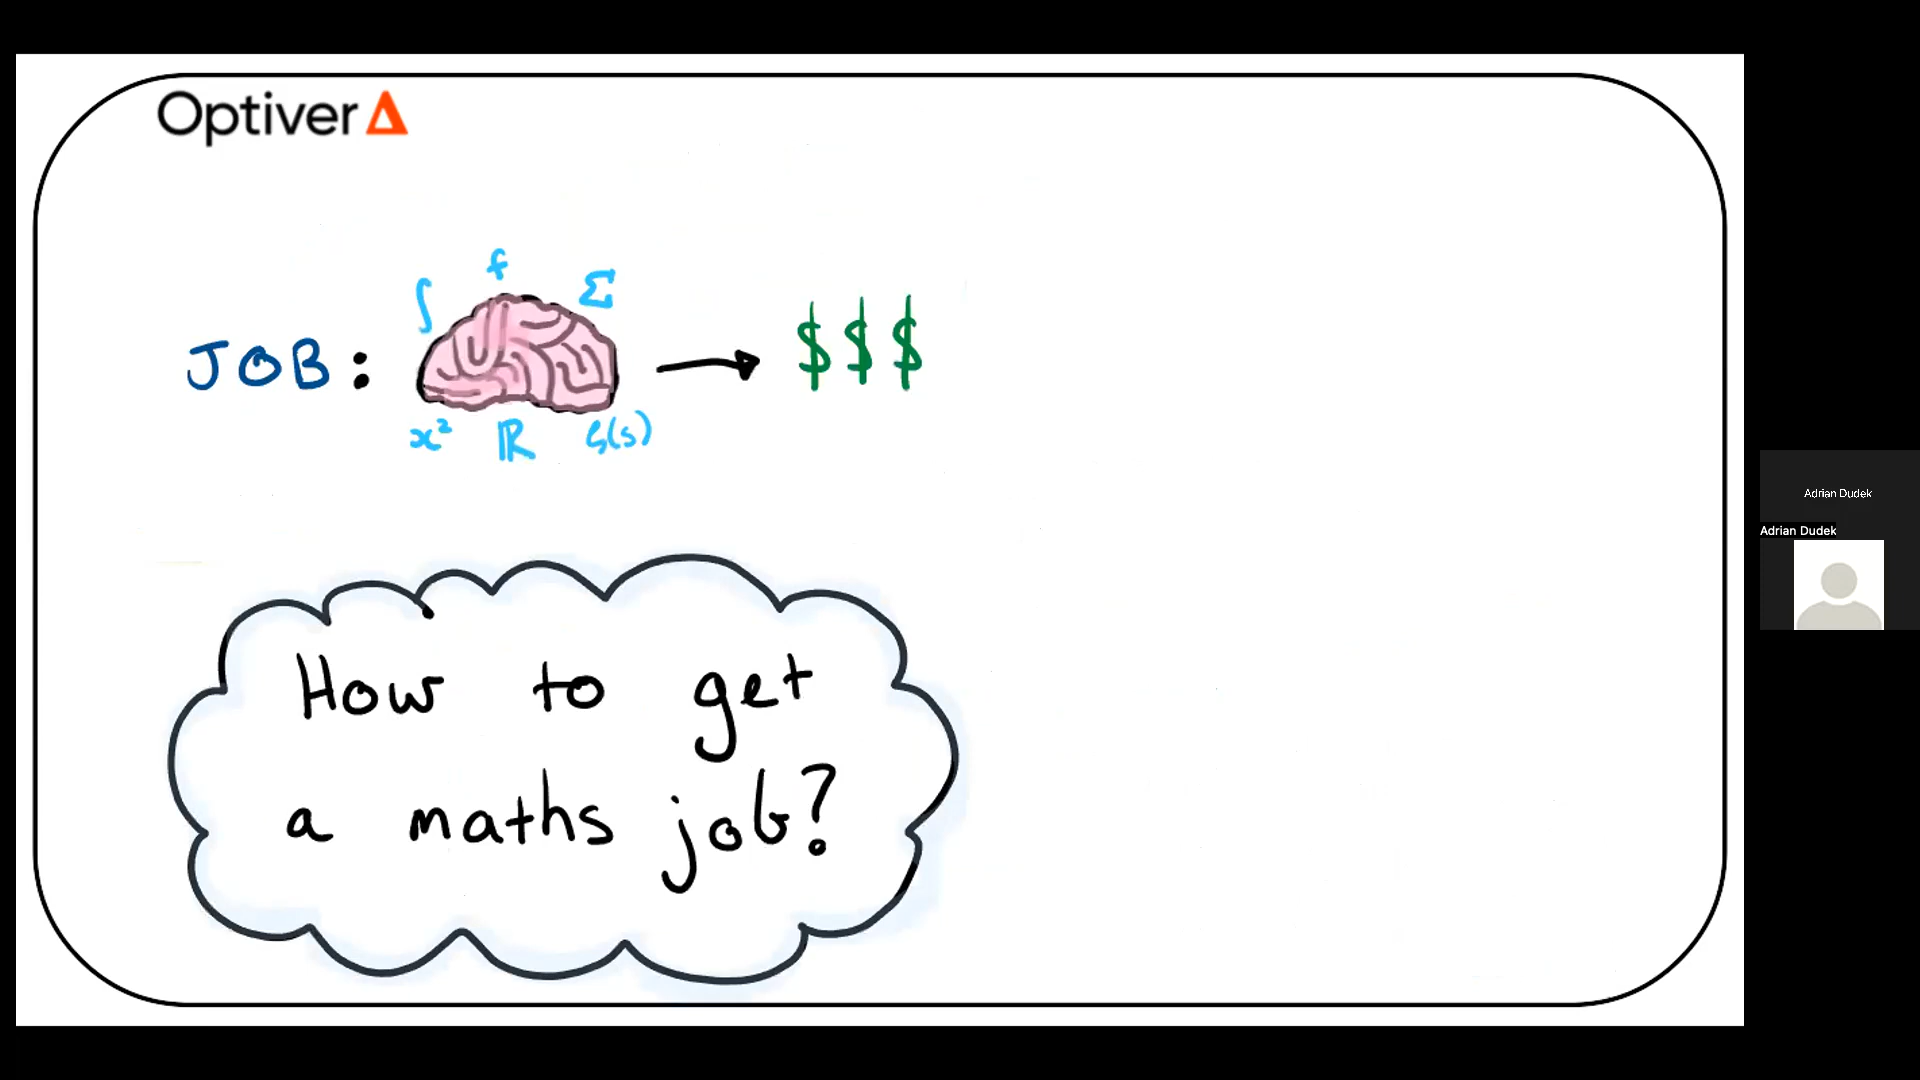 Optiver
∫ f Σ
JOB: → $$$
x² ℝ ζ(s)
How to get
a maths job?
Adrian Dudek
Adrian Dudek